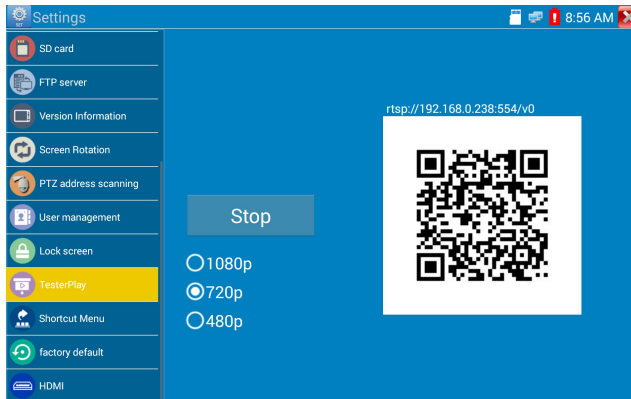 Settings
8:56 AM
SET
SD card
FTP server
Version Information
Screen Rotation
PTZ address scanning
User management
Lock screen
TesterPlay
Shortcut Menu
factory default
HDMI
Stop
1080p
720p
480p
rtsp://192.168.0.238:554/v0